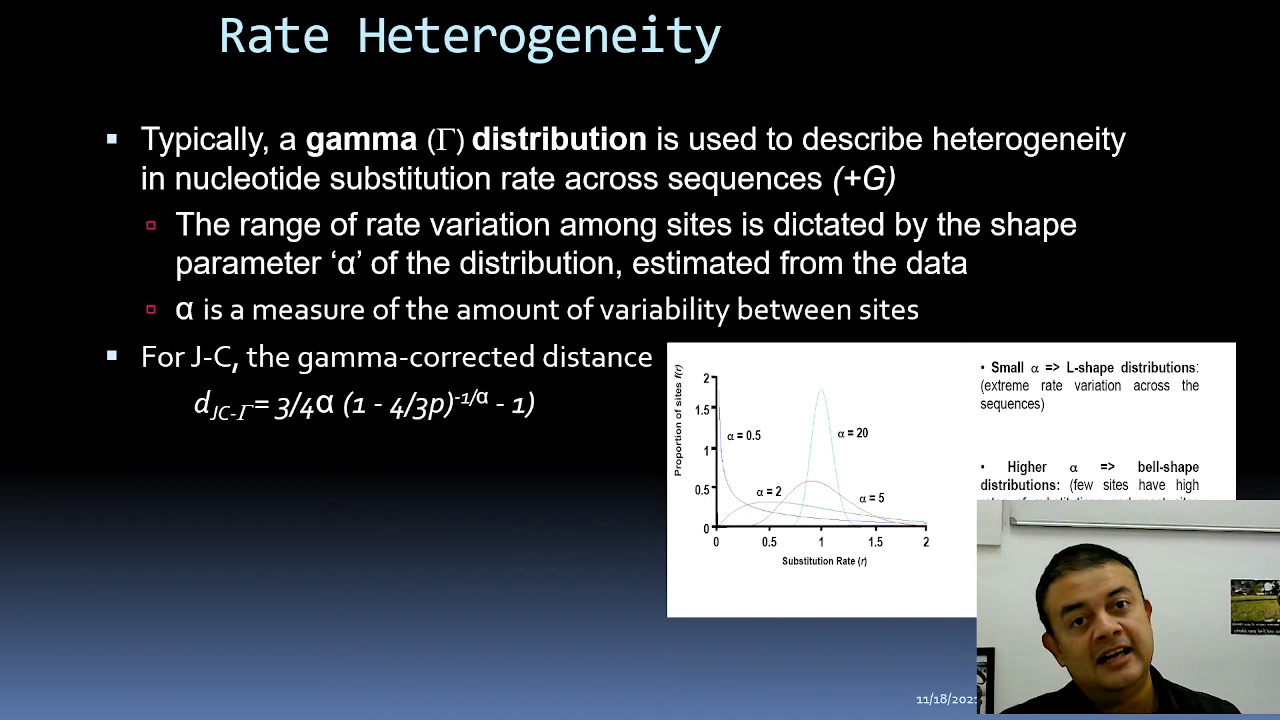 Rate Heterogeneity
▪ Typically, a gamma (Γ) distribution is used to describe heterogeneity
in nucleotide substitution rate across sequences (+G)
▫ The range of rate variation among sites is dictated by the shape
parameter ‘α’ of the distribution, estimated from the data
▫ α is a measure of the amount of variability between sites
▪ For J-C, the gamma-corrected distance
d_JC-Γ = 3/4α (1 - 4/3p)^-1/α - 1)
Proportion of sites f(r)
2
1.5
1
0.5
0
α = 0.5
α = 20
α = 2
α = 5
0 0.5 1 1.5 2
Substitution Rate (r)
• Small α => L-shape distributions:
(extreme rate variation across the
sequences)
• Higher α => bell-shape
distributions: (few sites have high
11/18/202